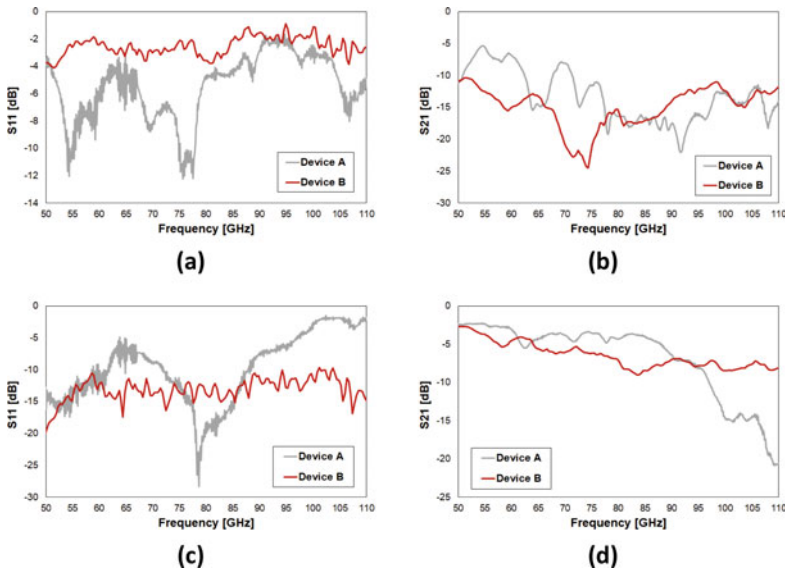 0
-2
-4
-6
-8
-10
-12
-14
S11 [dB]
Device A
Device B
50 55 60 65 70 75 80 85 90 95 100 105 110
Frequency [GHz]
(a)
0
-5
-10
-15
-20
-25
-30
S21 [dB]
Device A
Device B
50 55 60 65 70 75 80 85 90 95 100 105 110
Frequency [GHz]
(b)
0
-5
-10
-15
-20
-25
-30
S11 [dB]
Device A
Device B
50 55 60 65 70 75 80 85 90 95 100 105 110
Frequency [GHz]
(c)
0
-5
-10
-15
-20
-25
S21 [dB]
Device A
Device B
50 55 60 65 70 75 80 85 90 95 100 105 110
Frequency [GHz]
(d)